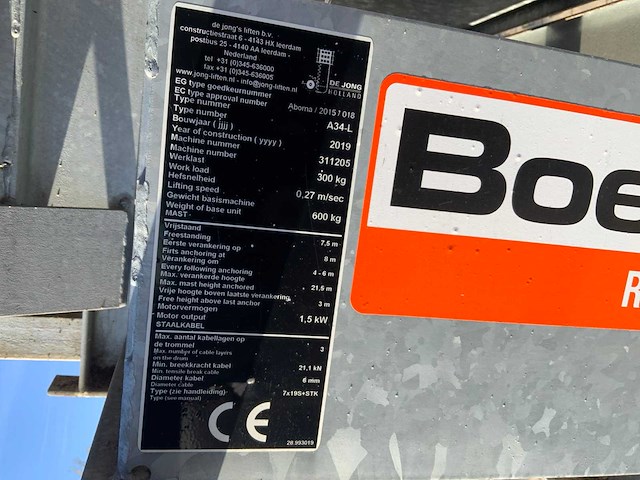 de jong's liften b.v.
constructiestraat 6 - 4143 HX leerdam
postbus 25 - 4140 AA leerdam -
Nederland
tel +31 (0)345-636000
fax +31 (0)345-636005
www.jong-liften.nl - info@jong-liften.nl
DE JONG
HOLLAND
EG type goedkeurnummer
EC type approval number Aboma / 2015 / 018
Type nummer
Type number A34-L
Bouwjaar ( jjjj )
Year of construction ( yyyy ) 2019
Machine nummer
Machine number 311205
Werklast
Work load 300 kg
Hefsnelheid
Lifting speed 0,27 m/sec
Gewicht basismachine
Weight of base unit 600 kg
MAST -
Vrijstaand
Freestanding 7,5 m
Eerste verankering op
Firts anchoring at 8 m
Verankering om
Every following anchoring 4 - 6 m
Max. verankerde hoogte
Max. mast height anchored 21,5 m
Vrije hoogte boven laatste verankering
Free height above last anchor 3 m
Motorvermogen
Motor output 1,5 kW
STAALKABEL
Max. aantal kabellagen op
de trommel 3
Max. number of cable layers
on the drum
Min. breekkracht kabel 21,1 kN
Min. tensile break cable
Diameter kabel 6 mm
Diameter cable
Type (zie handleiding) 7x19S+STK
Type (see manual)
CE
28.993019
Boe
R